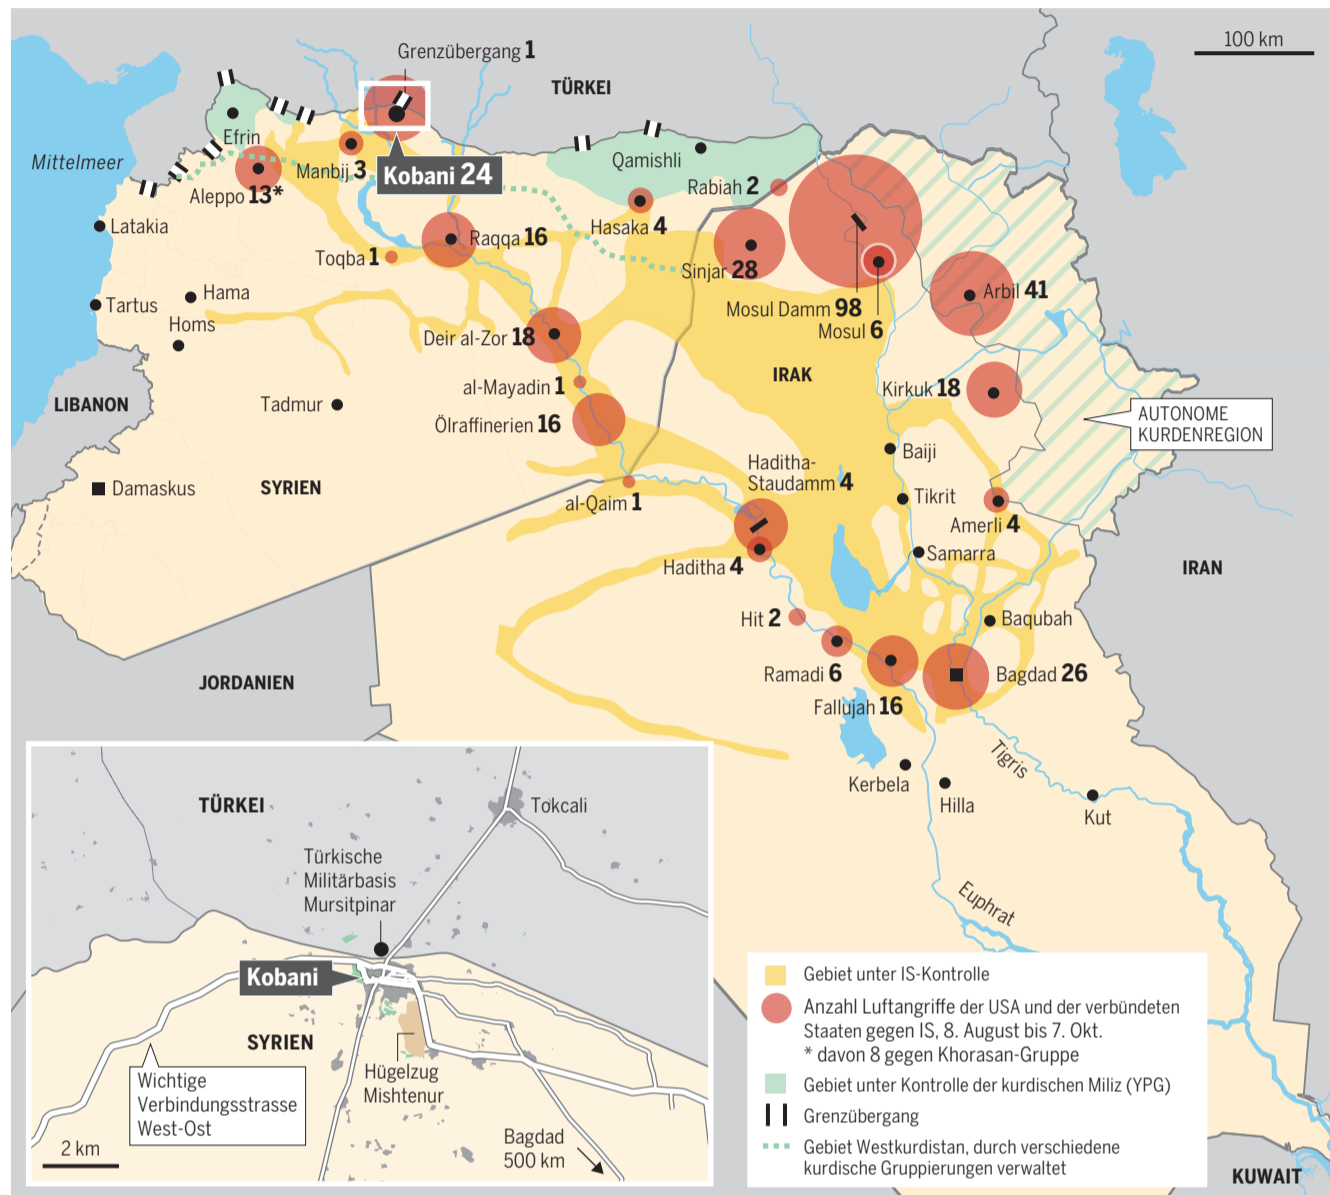 Grenzübergang 1
100 km
TÜRKEI
Mittelmeer
Efrin
Manbij 3
Kobani 24
Aleppo 13*
Qamishli
Rabiah 2
Latakia
Hasaka 4
Raqqa 16
Toqba 1
Sinjar 28
Mosul Damm 98
Mosul 6
Arbil 41
Tartus
Hama
Homs
Deir al-Zor 18
al-Mayadin 1
IRAK
Kirkuk 18
LIBANON
Tadmur
Ölraffinerien 16
AUTONOME
KURDENREGION
Baiji
Damaskus
SYRIEN
al-Qaim 1
Haditha-
Staudamm 4
Tikrit
Amerli 4
Haditha 4
Samarra
IRAN
Hit 2
Baqubah
JORDANIEN
Ramadi 6
Bagdad 26
Fallujah 16
Tigris
Kerbela
Hilla
Kut
Euphrat
TÜRKEI
Tokcali
Türkische
Militärbasis
Mursitpinar
Kobani
SYRIEN
Hügelzug
Mishtenur
Wichtige
Verbindungsstrasse
West-Ost
2 km
Bagdad
500 km
Gebiet unter IS-Kontrolle
Anzahl Luftangriffe der USA und der verbündeten
Staaten gegen IS, 8. August bis 7. Okt.
* davon 8 gegen Khorasan-Gruppe
Gebiet unter Kontrolle der kurdischen Miliz (YPG)
Grenzübergang
Gebiet Westkurdistan, durch verschiedene
kurdische Gruppierungen verwaltet
KUWAIT